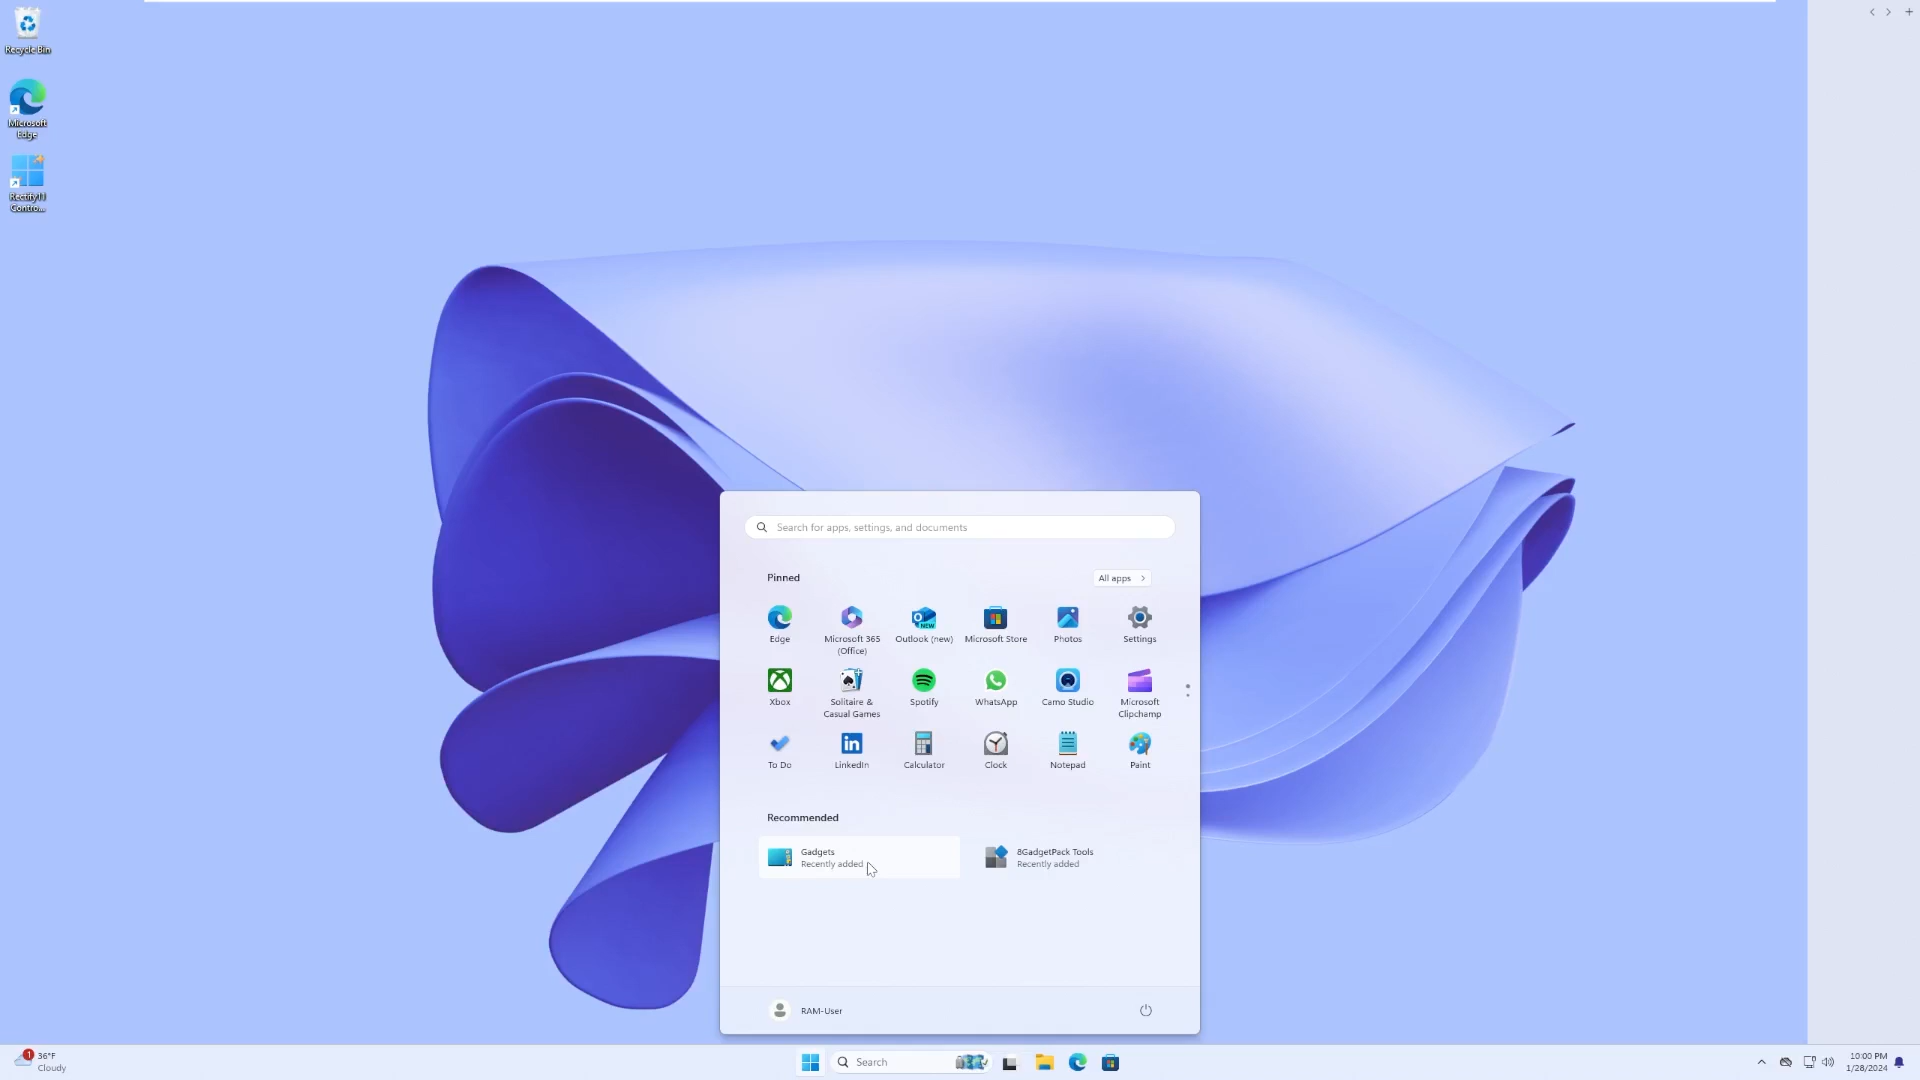 Recycle Bin
Microsoft
Edge
Rectify11
Contro...
Search for apps, settings, and documents
Pinned
All apps
Edge
Microsoft 365
(Office)
Outlook (new)
Microsoft Store
Photos
Settings
Xbox
Solitaire &
Casual Games
Spotify
WhatsApp
Camo Studio
Microsoft
Clipchamp
To Do
LinkedIn
Calculator
Clock
Notepad
Paint
Recommended
Gadgets
Recently added
8GadgetPack Tools
Recently added
RAM-User
1
36°F
Cloudy
Search
10:00 PM
1/28/2024